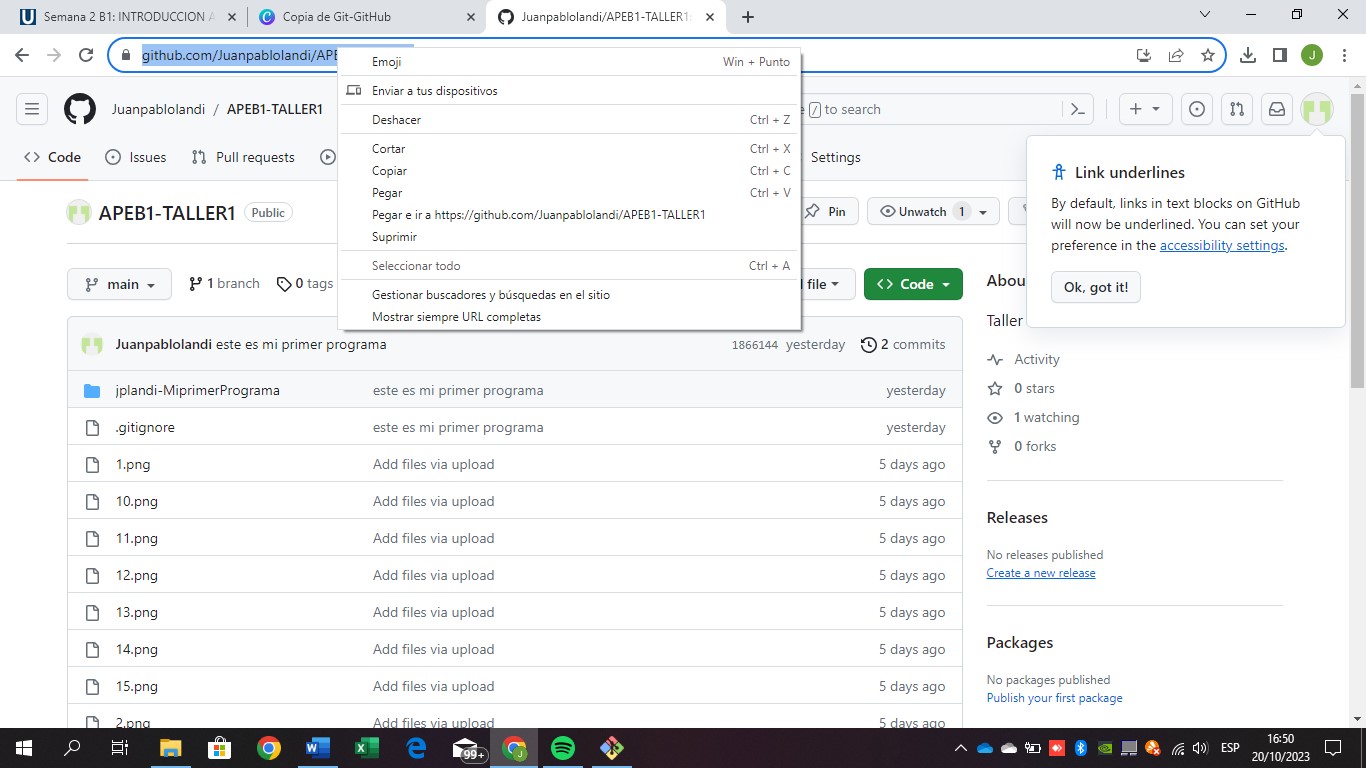 Semana 2 B1: INTRODUCCION A
Copia de Git-GitHub
Juanpablolandi/APEB1-TALLER1
github.com/Juanpablolandi/APE
J
Emoji Win + Punto
Enviar a tus dispositivos
Deshacer Ctrl + Z
Cortar Ctrl + X
Copiar Ctrl + C
Pegar Ctrl + V
Pegar e ir a https://github.com/Juanpablolandi/APEB1-TALLER1
Suprimir
Seleccionar todo Ctrl + A
Gestionar buscadores y búsquedas en el sitio
Mostrar siempre URL completas
Juanpablolandi / APEB1-TALLER1
/ to search
Code Issues Pull requests Settings
APEB1-TALLER1 Public
Pin Unwatch 1
main 1 branch 0 tags
file Code
Link underlines
By default, links in text blocks on GitHub
will now be underlined. You can set your
preference in the accessibility settings.
Ok, got it!
Juanpablolandi este es mi primer programa 1866144 yesterday 2 commits
jplandi-MiprimerPrograma este es mi primer programa yesterday
.gitignore este es mi primer programa yesterday
1.png Add files via upload 5 days ago
10.png Add files via upload 5 days ago
11.png Add files via upload 5 days ago
12.png Add files via upload 5 days ago
13.png Add files via upload 5 days ago
14.png Add files via upload 5 days ago
15.png Add files via upload 5 days ago
2.png Add files via upload 5 days ago
Abou
Taller
Activity
0 stars
1 watching
0 forks
Releases
No releases published
Create a new release
Packages
No packages published
Publish your first package
99+
ESP
16:50
20/10/2023